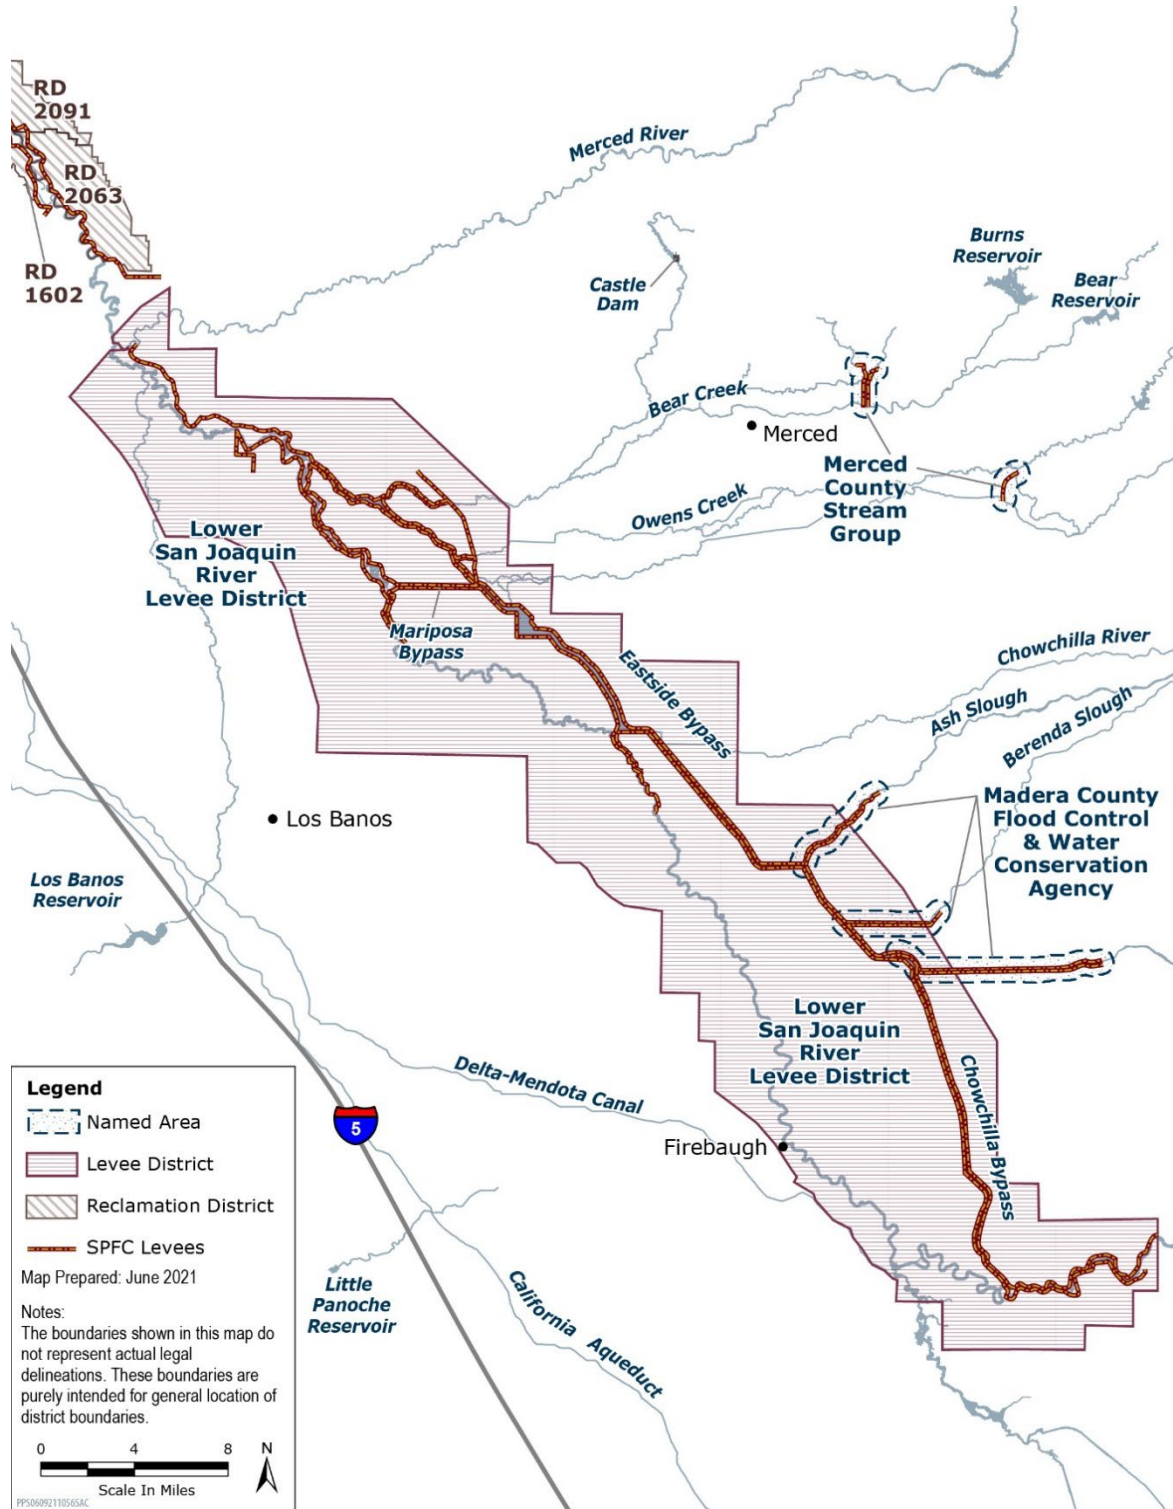 RD
2091
RD
2063
RD
1602
Merced River
Castle
Dam
Burns
Reservoir
Bear
Reservoir
Bear Creek
Merced
Merced
County
Stream
Group
Owens Creek
Lower
San Joaquin
River
Levee District
Mariposa
Bypass
Eastside Bypass
Chowchilla River
Ash Slough
Berenda Slough
Madera County
Flood Control
& Water
Conservation
Agency
Los Banos
Los Banos
Reservoir
Lower
San Joaquin
River
Levee District
Delta-Mendota Canal
Firebaugh
Chowchilla Bypass
5
Little
Panoche
Reservoir
California Aqueduct
Legend
Named Area
Levee District
Reclamation District
SPFC Levees
Map Prepared: June 2021
Notes:
The boundaries shown in this map do
not represent actual legal
delineations. These boundaries are
purely intended for general location of
district boundaries.
0 4 8 N
Scale In Miles
PPS0609211056SAC